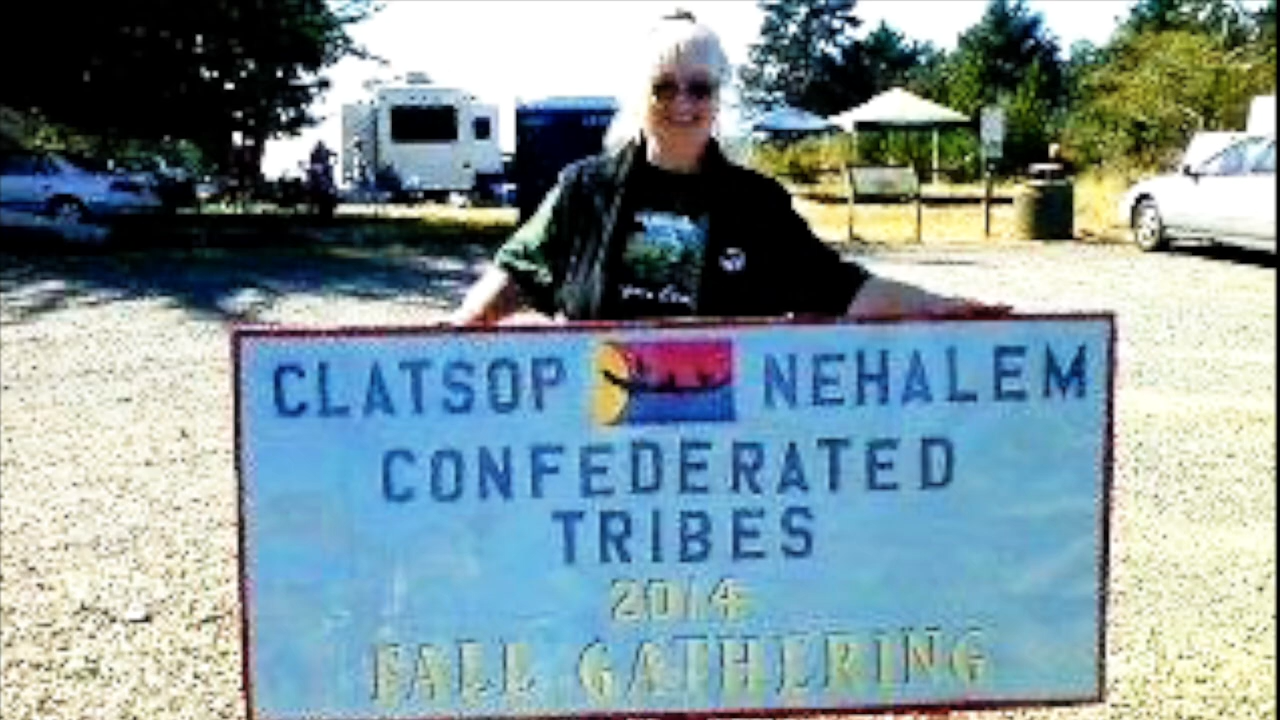 CLATSOP NEHALEM
CONFEDERATED
TRIBES
2014
FALL GATHERING